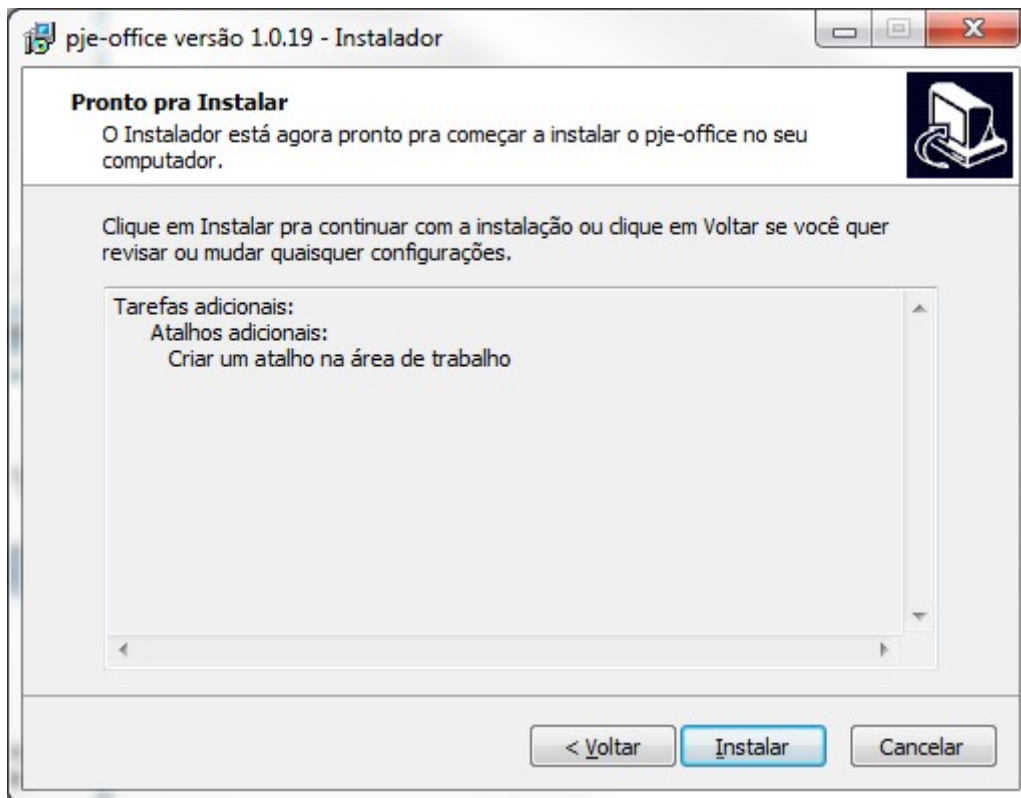 pje-office versão 1.0.19 - Instalador
Pronto pra Instalar
O Instalador está agora pronto pra começar a instalar o pje-office no seu
computador.
Clique em Instalar pra continuar com a instalação ou clique em Voltar se você quer
revisar ou mudar quaisquer configurações.
Tarefas adicionais:
Atalhos adicionais:
Criar um atalho na área de trabalho
< Voltar
Instalar
Cancelar